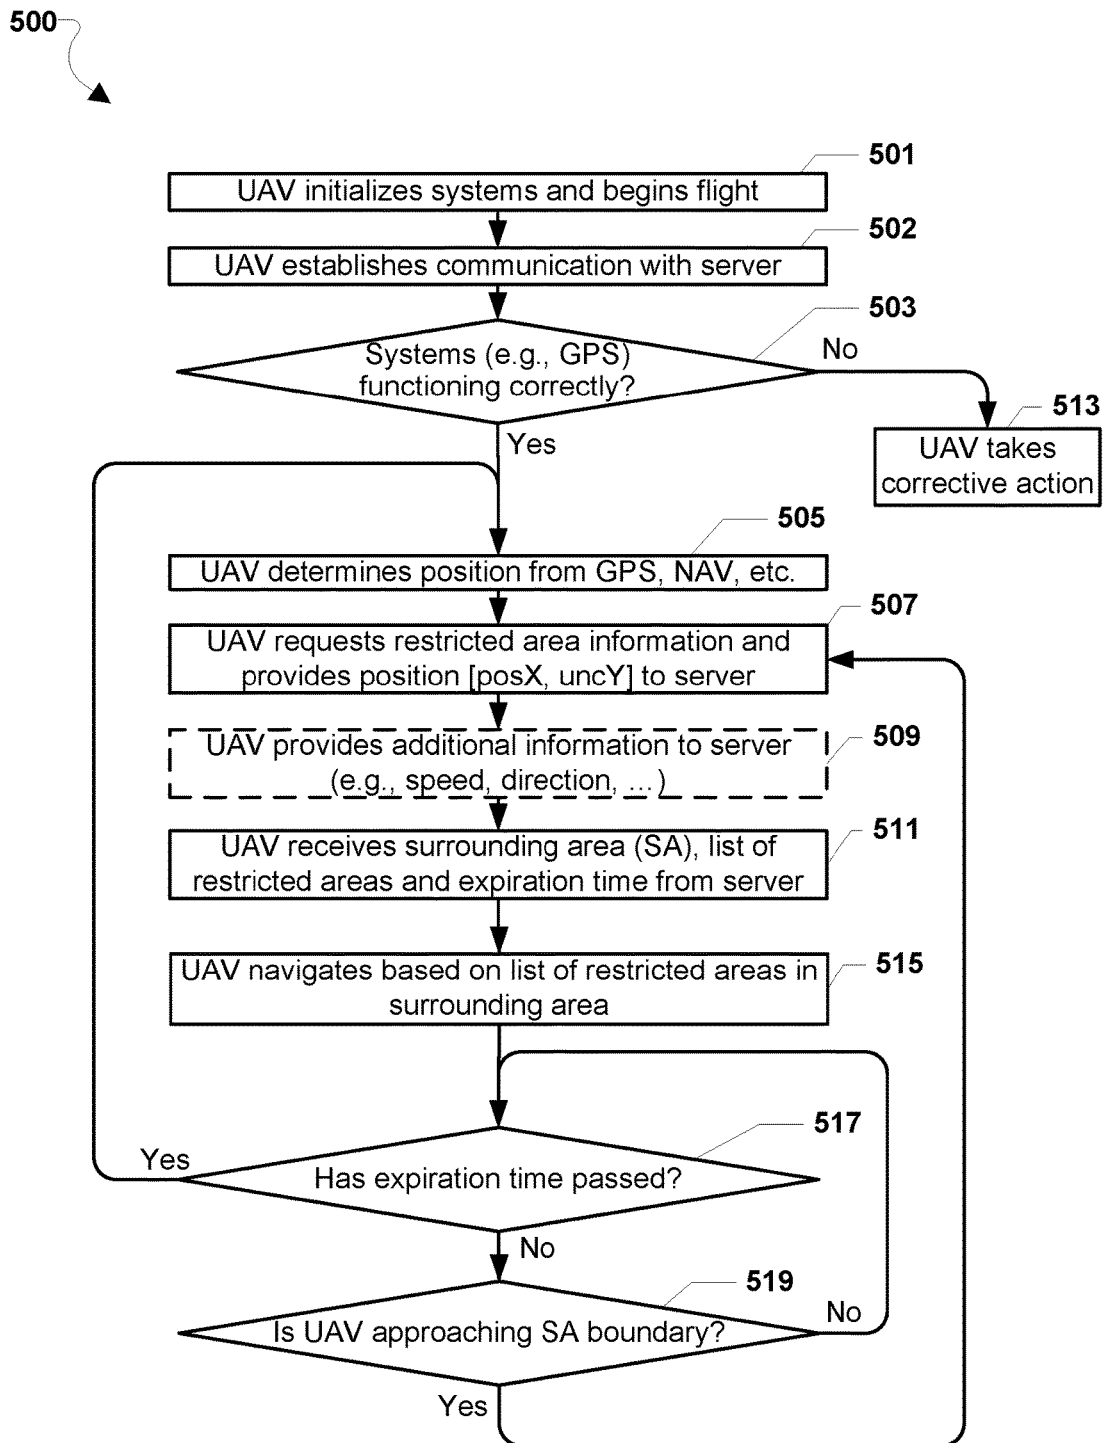 500
501
UAV initializes systems and begins flight
502
UAV establishes communication with server
503
Systems (e.g., GPS)
functioning correctly?
No
Yes
513
UAV takes
corrective action
505
UAV determines position from GPS, NAV, etc.
507
UAV requests restricted area information and
provides position [posX, uncY] to server
509
UAV provides additional information to server
(e.g., speed, direction, …)
511
UAV receives surrounding area (SA), list of
restricted areas and expiration time from server
515
UAV navigates based on list of restricted areas in
surrounding area
517
Yes
Has expiration time passed?
No
519
No
Is UAV approaching SA boundary?
Yes